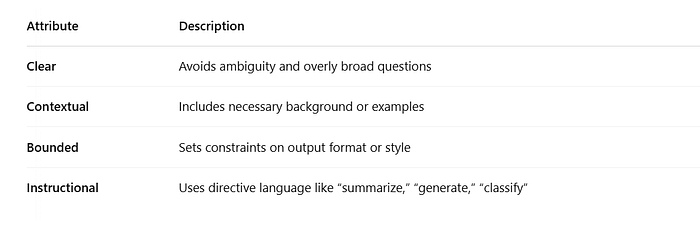 Attribute Description
Clear Avoids ambiguity and overly broad questions
Contextual Includes necessary background or examples
Bounded Sets constraints on output format or style
Instructional Uses directive language like “summarize,” “generate,” “classify”